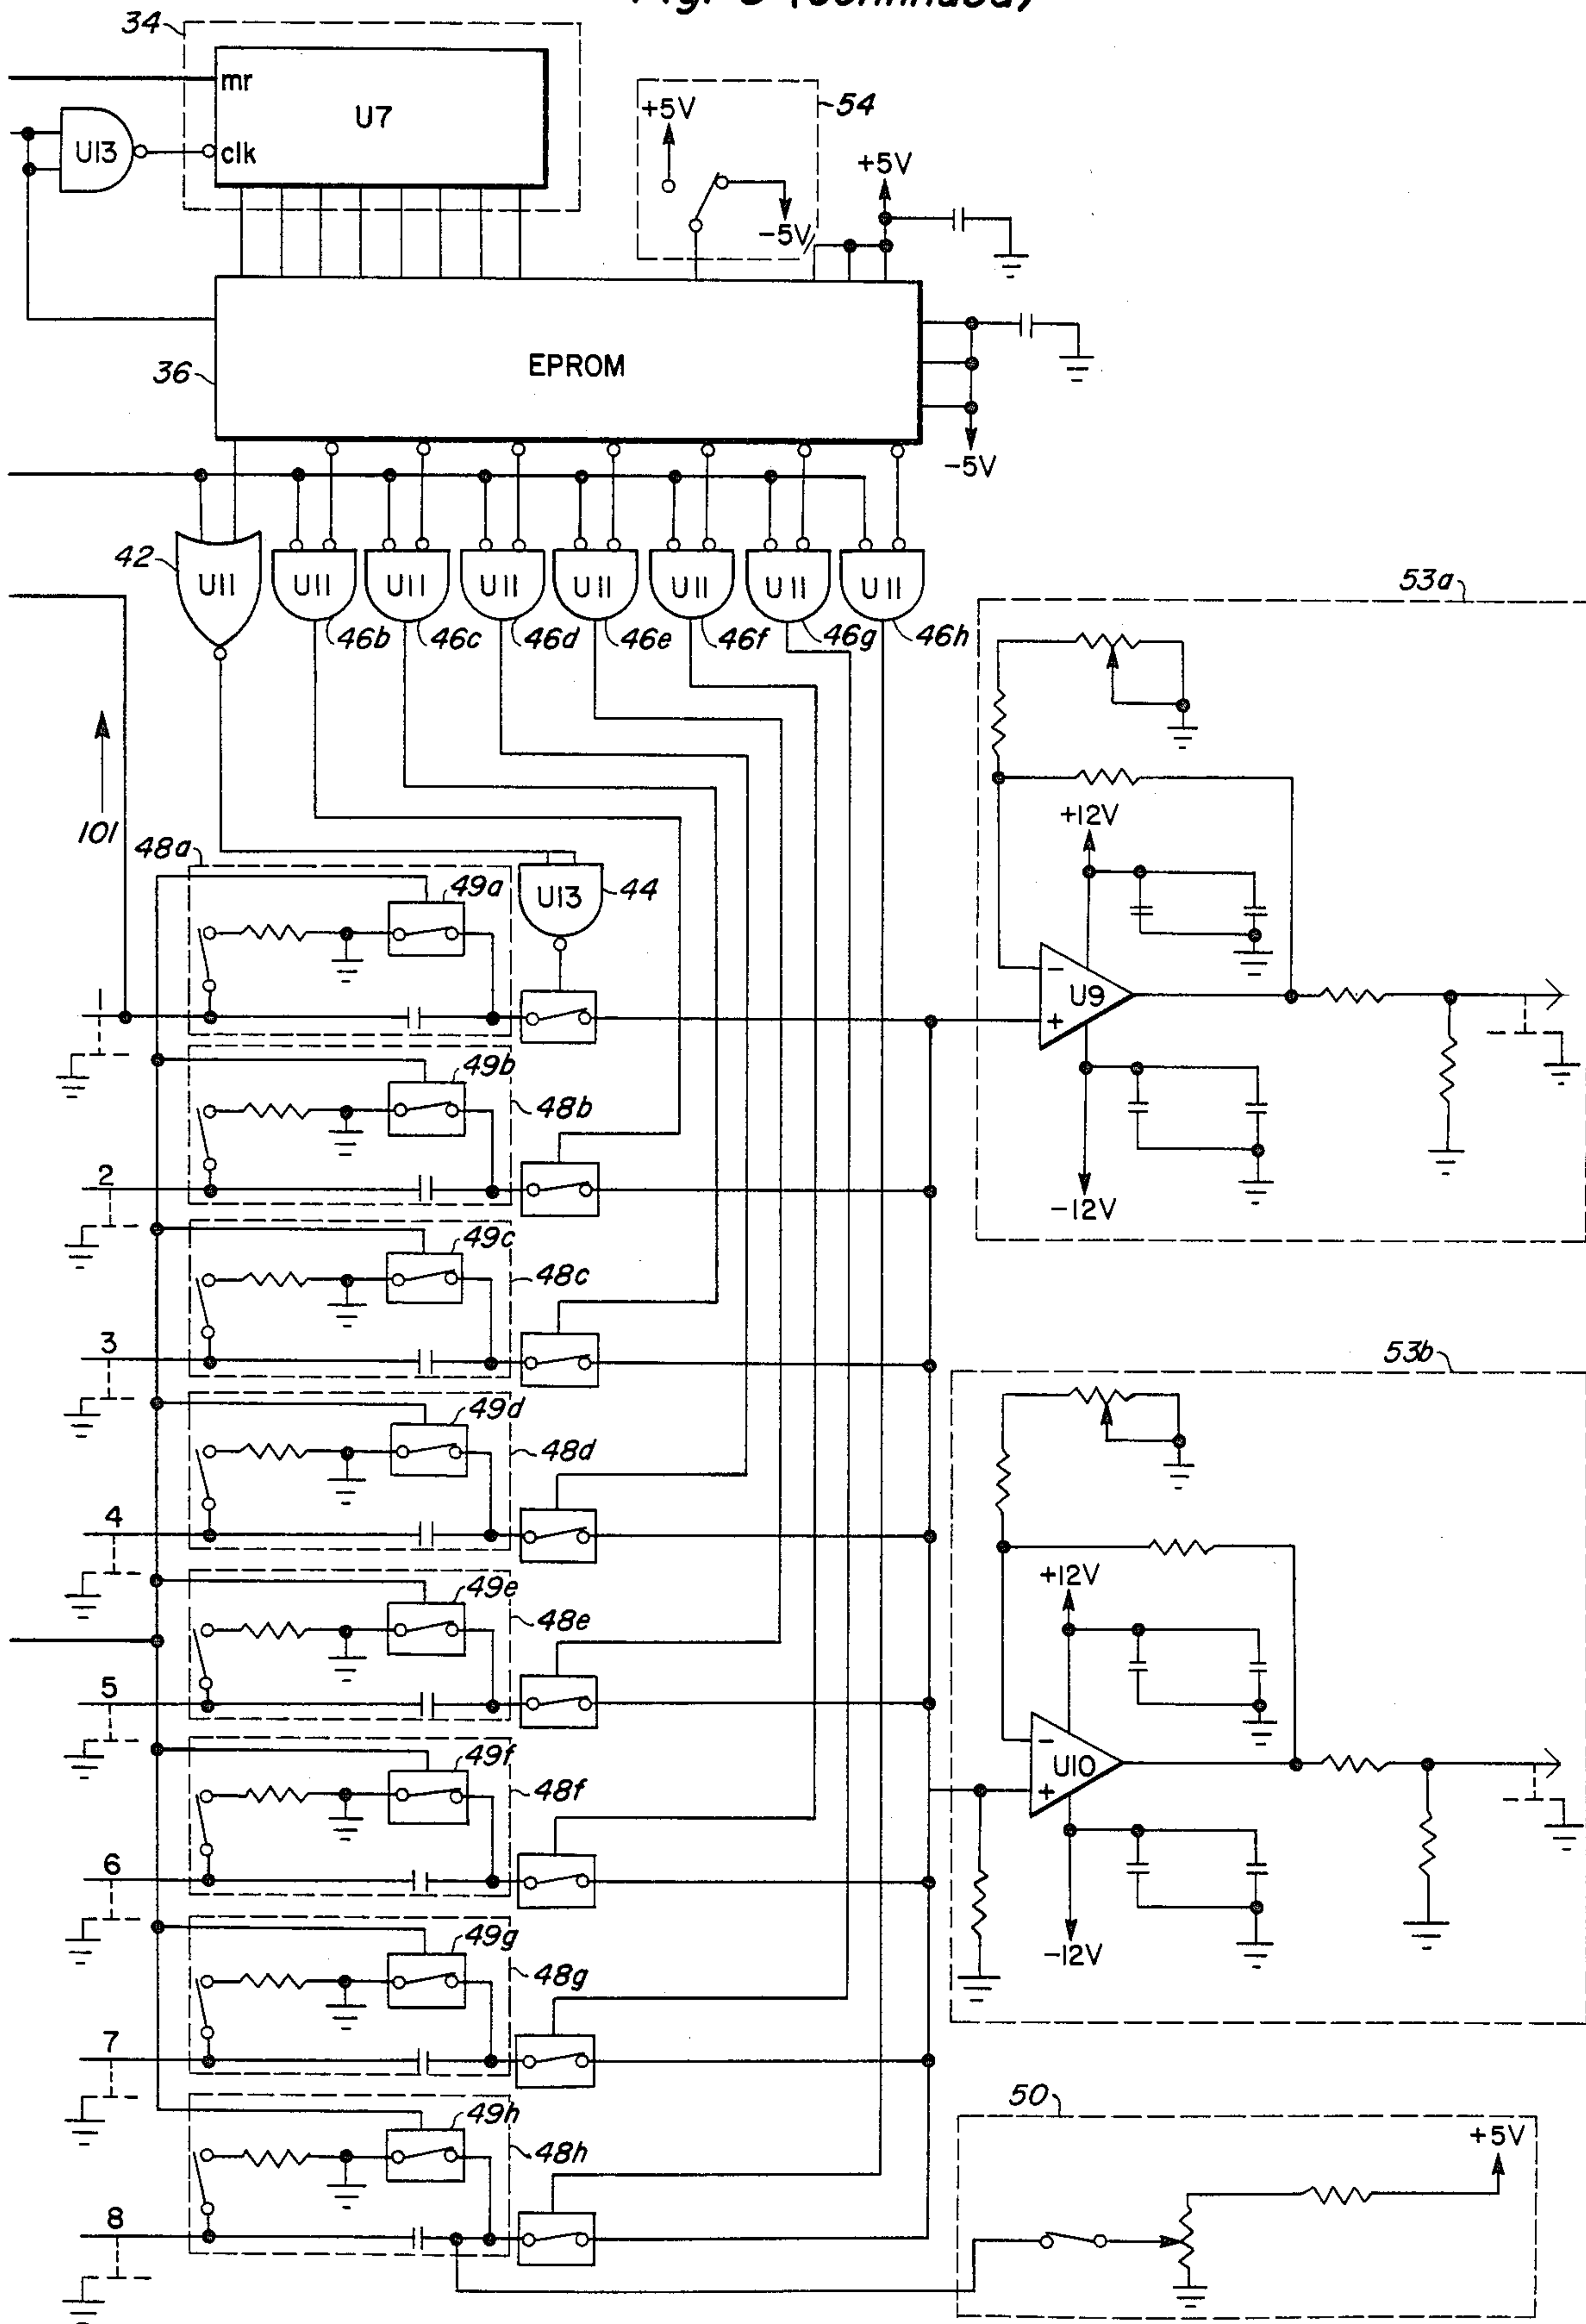 Fig. (continued)
34
mr
U7
U13
clk
54
+5V
-5V
+5V
36
EPROM
-5V
42
U11
U11
U11
U11
U11
U11
U11
U11
46b
46c
46d
46e
46f
46g
46h
53a
101
+12V
48a
49a
U13
44
-
U9
+
1
49b
48b
-12V
2
49c
48c
3
53b
49d
48d
4
+12V
49e
48e
5
-
U10
+
49f
48f
6
-12V
49g
48g
7
50
49h
48h
+5V
8